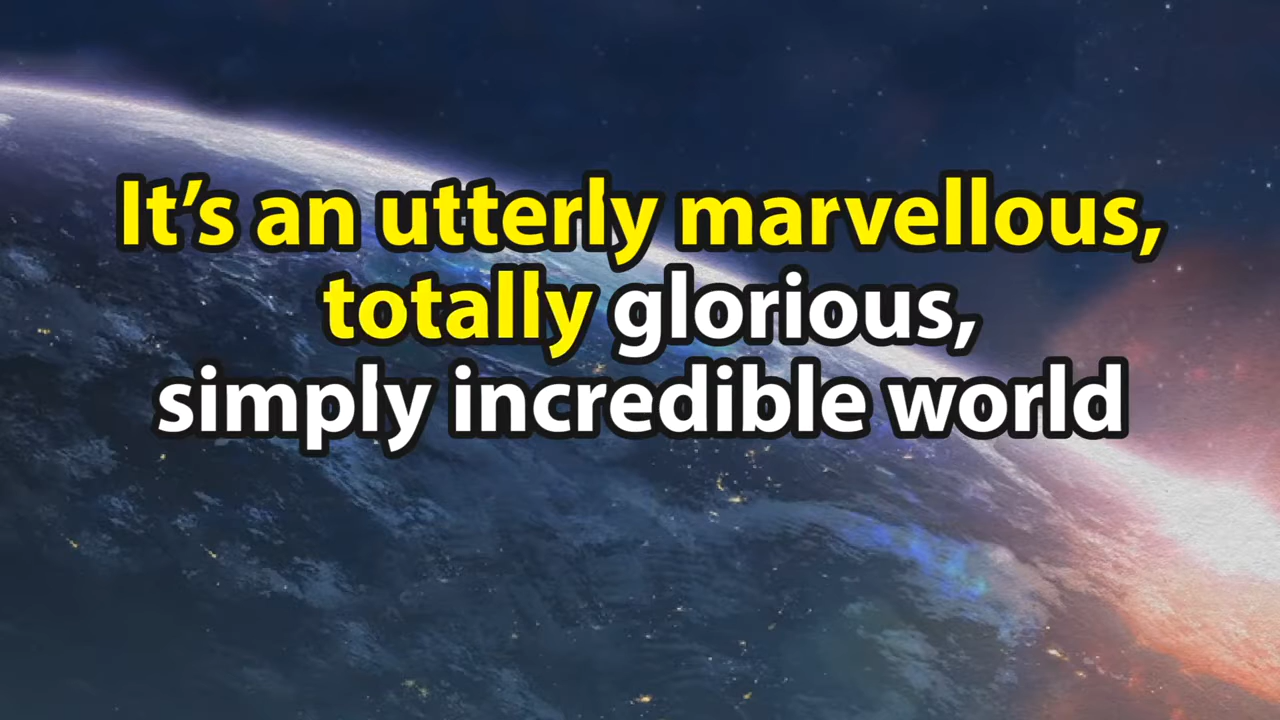 It’s an utterly marvellous,
totally glorious,
simply incredible world